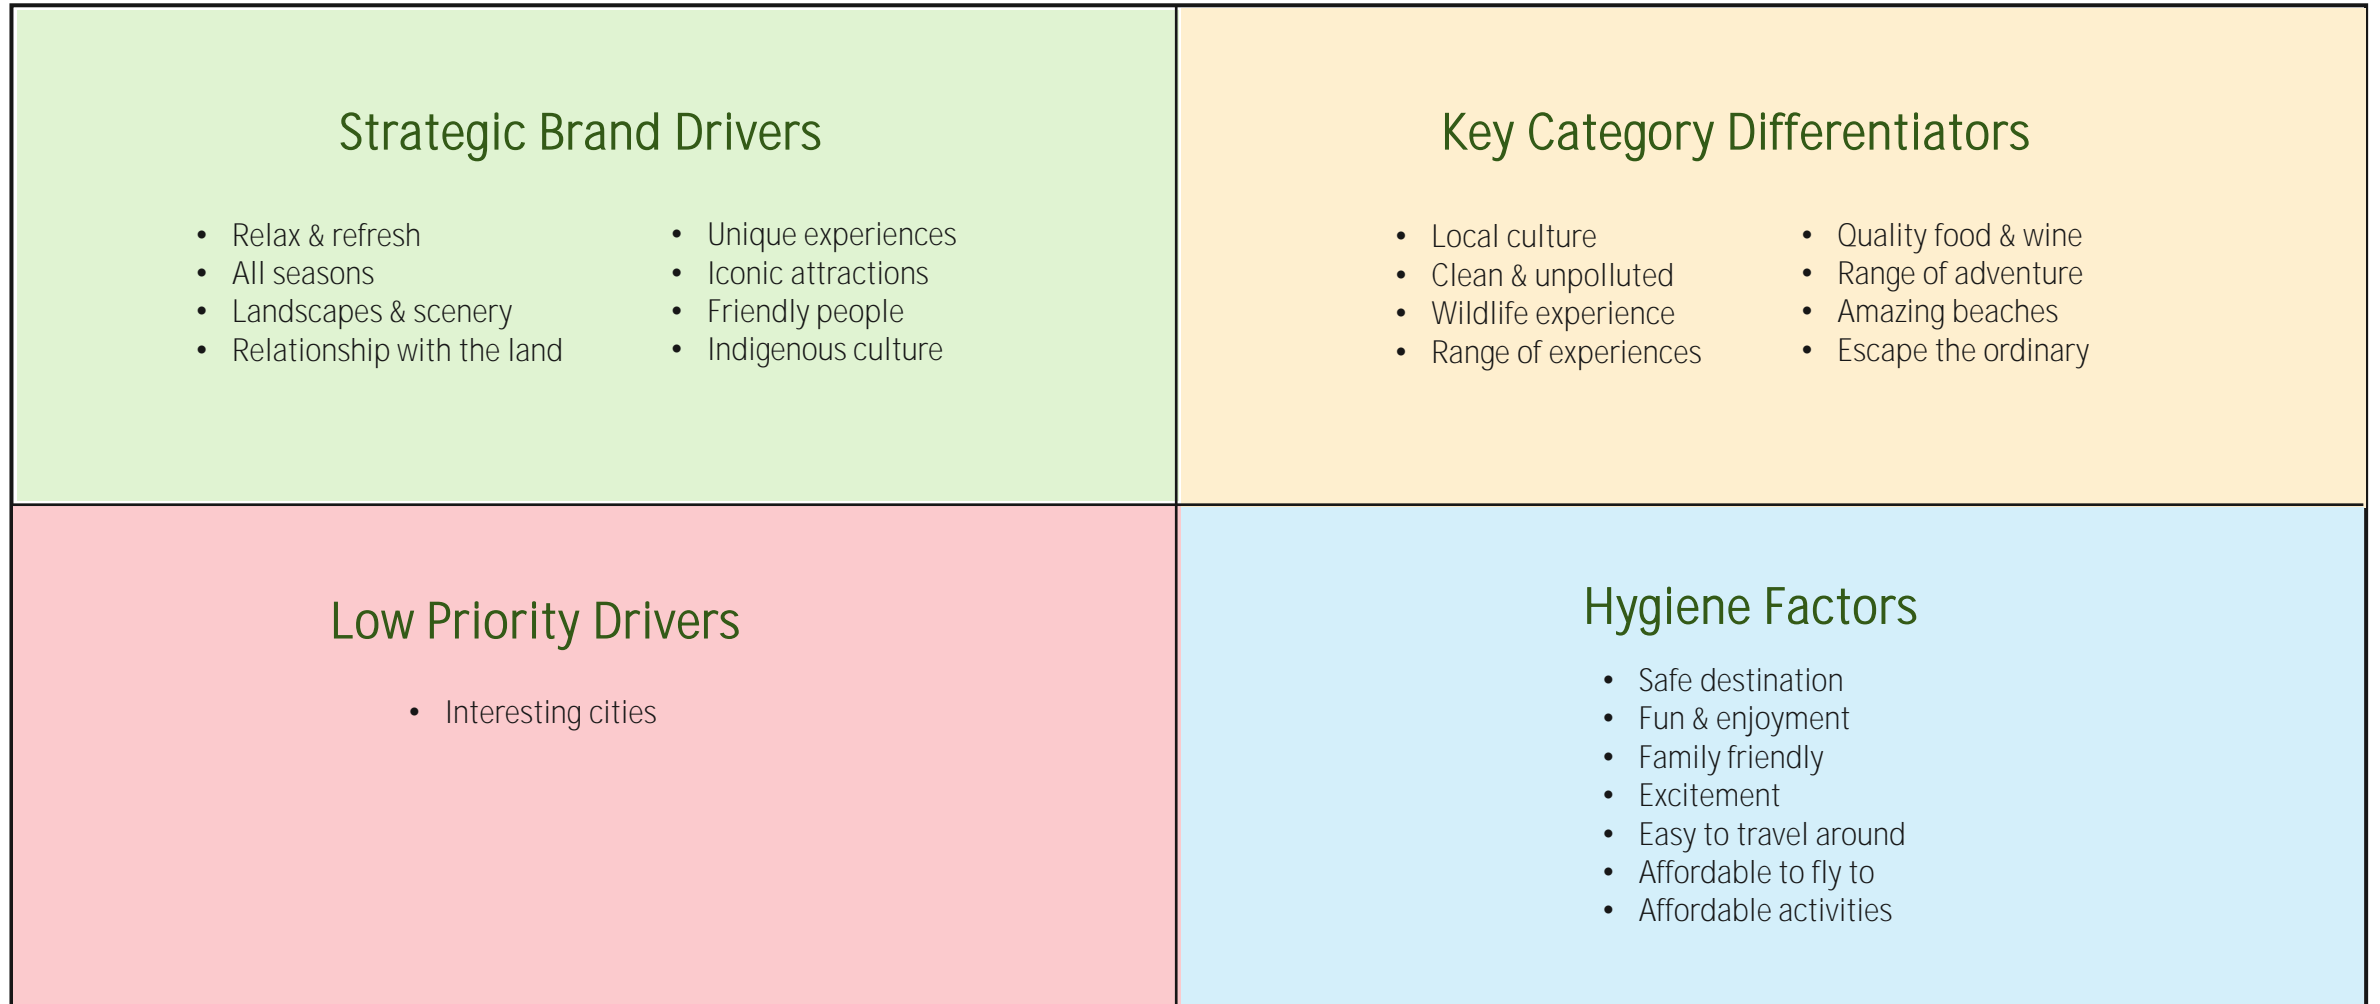 Strategic Brand Drivers
• Relax & refresh
• All seasons
• Landscapes & scenery
• Relationship with the land
• Unique experiences
• Iconic attractions
• Friendly people
• Indigenous culture
Key Category Differentiators
• Local culture
• Clean & unpolluted
• Wildlife experience
• Range of experiences
• Quality food & wine
• Range of adventure
• Amazing beaches
• Escape the ordinary
Low Priority Drivers
• Interesting cities
Hygiene Factors
• Safe destination
• Fun & enjoyment
• Family friendly
• Excitement
• Easy to travel around
• Affordable to fly to
• Affordable activities